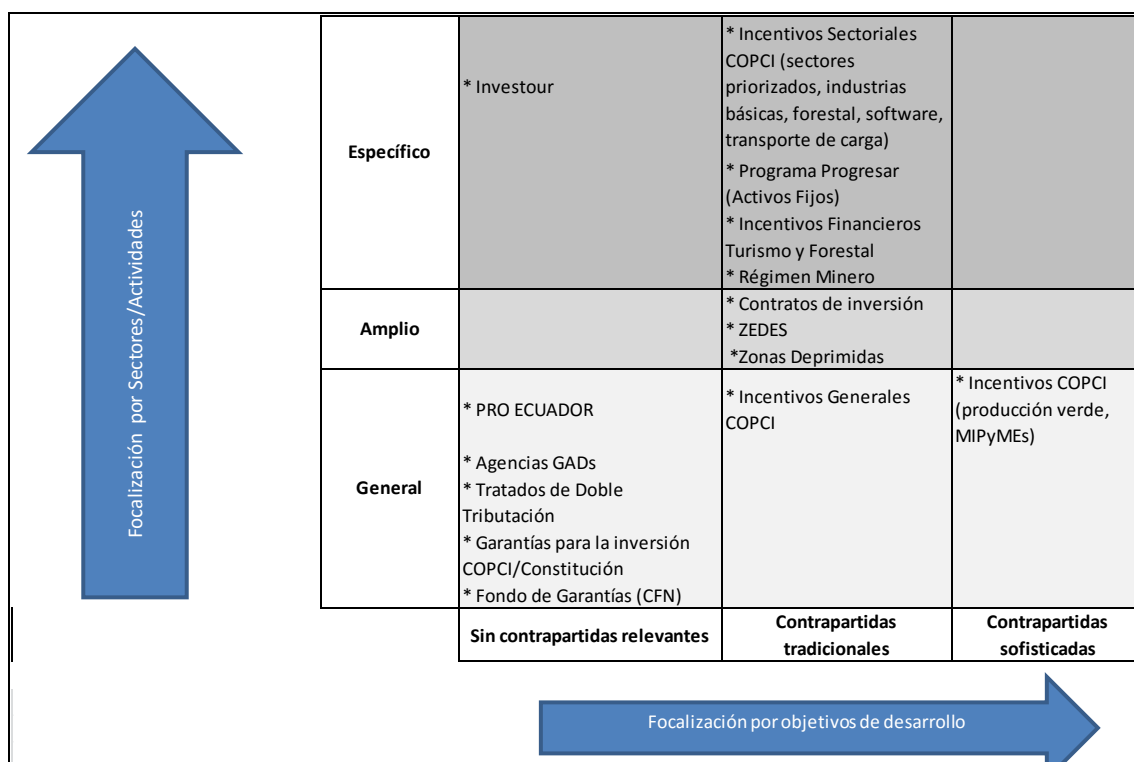 Focalización por Sectores/Actividades
Específico
* Investour
* Incentivos Sectoriales
COPCI (sectores
priorizados, industrias
básicas, forestal, software,
transporte de carga)
* Programa Progresar
(Activos Fijos)
* Incentivos Financieros
Turismo y Forestal
* Régimen Minero
Amplio
* Contratos de inversión
* ZEDES
*Zonas Deprimidas
General
* PRO ECUADOR
* Agencias GADs
* Tratados de Doble
Tributación
* Garantías para la inversión
COPCI/Constitución
* Fondo de Garantías (CFN)
* Incentivos Generales
COPCI
* Incentivos COPCI
(producción verde,
MIPyMEs)
Sin contrapartidas relevantes
Contrapartidas
tradicionales
Contrapartidas
sofisticadas
Focalización por objetivos de desarrollo